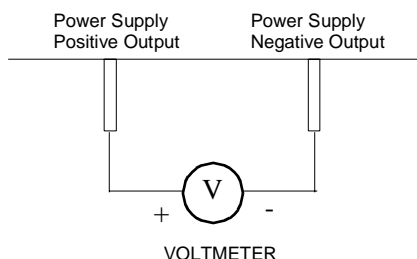 Power Supply
Positive Output
Power Supply
Negative Output
V
+ -
VOLTMETER